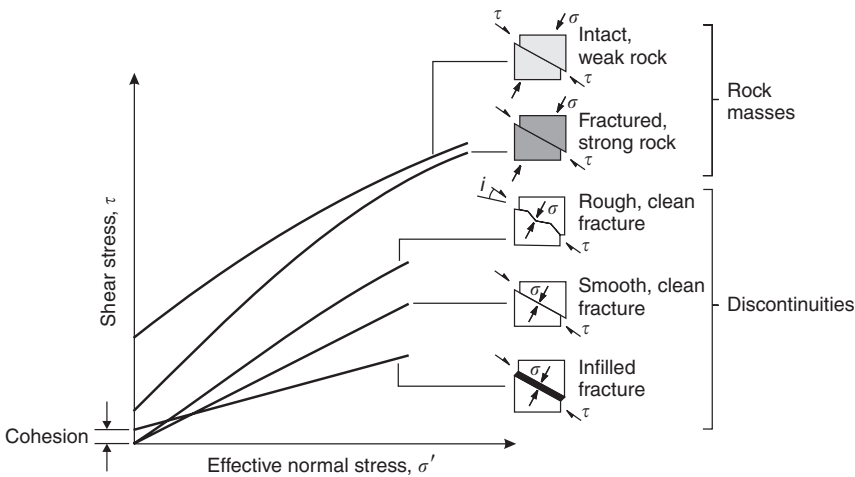 τ
σ
Intact,
weak rock
τ
σ
Fractured,
strong rock
τ
Rock
masses
i
σ
Rough, clean
fracture
τ
σ
Smooth, clean
fracture
τ
Discontinuities
σ
Infilled
fracture
τ
Shear stress, τ
Cohesion
Effective normal stress, σ′